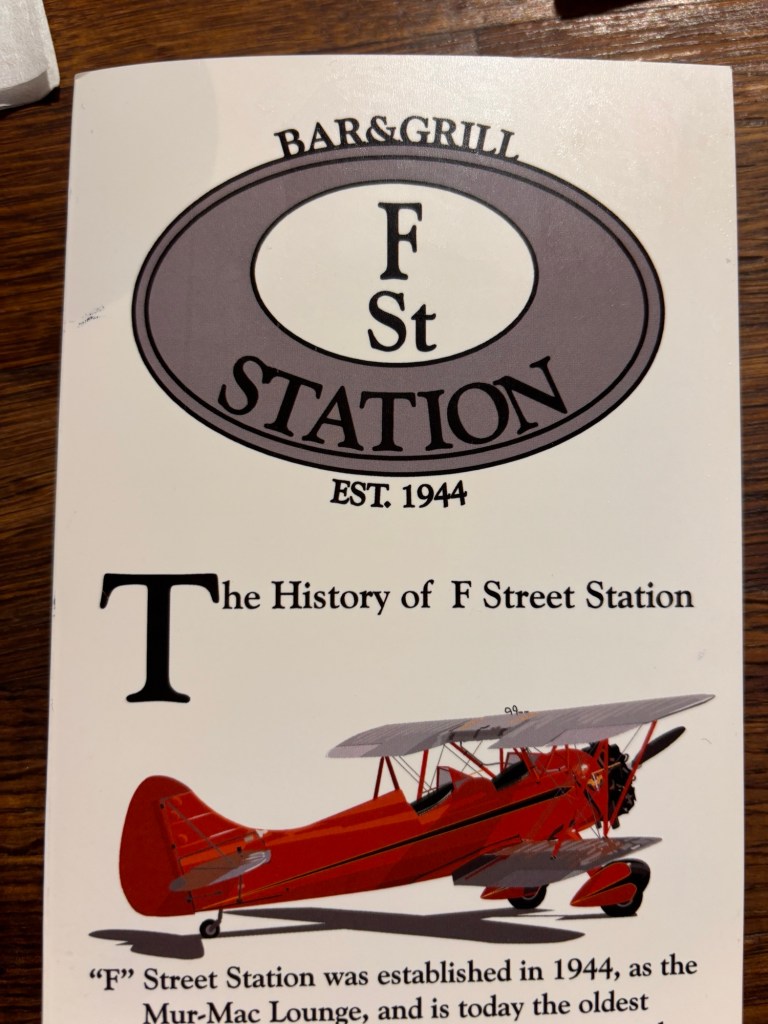 BAR&GRILL
F
St
STATION
EST. 1944
The History of F Street Station
“F” Street Station was established in 1944, as the
Mur-Mac Lounge, and is today the oldest